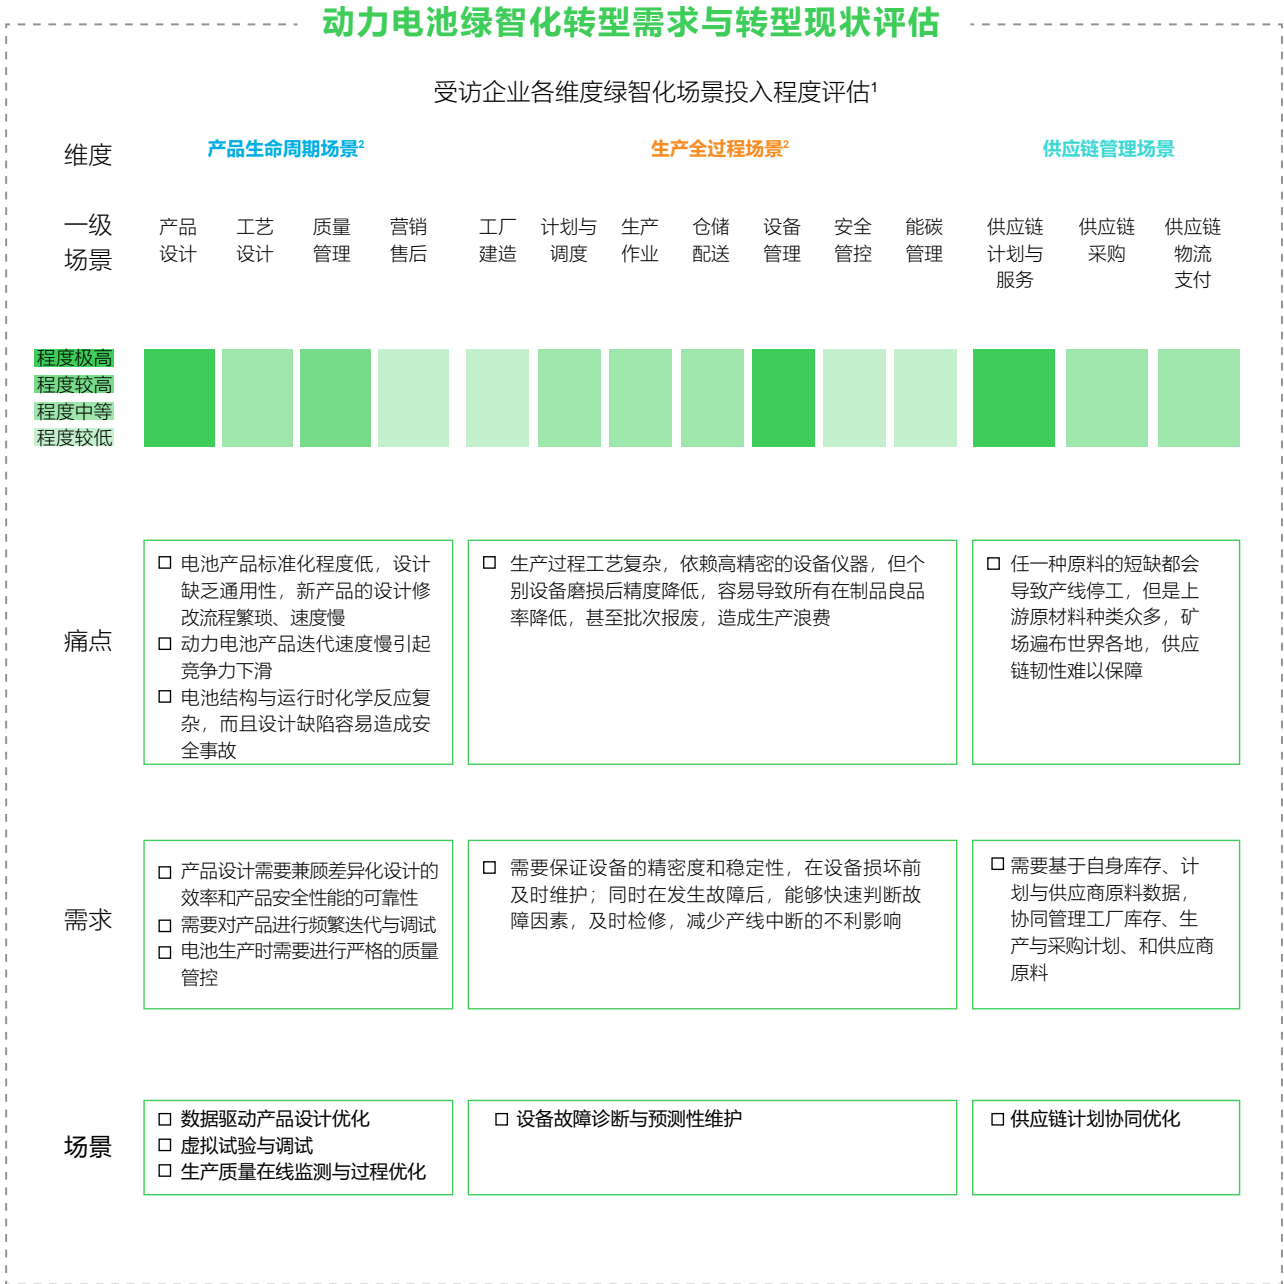 动力电池绿智化转型需求与转型现状评估
受访企业各维度绿智化场景投入程度评估¹
维度
产品生命周期场景²
生产全过程场景²
供应链管理场景
一级
场景
产品
设计
工艺
设计
质量
管理
营销
售后
工厂
建造
计划与
调度
生产
作业
仓储
配送
设备
管理
安全
管控
能碳
管理
供应链
计划与
服务
供应链
采购
供应链
物流
支付
程度极高
程度较高
程度中等
程度较低
痛点
□ 电池产品标准化程度低，设计
缺乏通用性，新产品的设计修
改流程繁琐、速度慢
□ 动力电池产品迭代速度慢引起
竞争力下滑
□ 电池结构与运行时化学反应复
杂，而且设计缺陷容易造成安
全事故
□ 生产过程工艺复杂，依赖高精密的设备仪器，但个
别设备磨损后精度降低，容易导致所有在制品良品
率降低，甚至批次报废，造成生产浪费
□ 任一种原料的短缺都会
导致产线停工，但是上
游原材料种类众多，矿
场遍布世界各地，供应
链韧性难以保障
需求
□ 产品设计需要兼顾差异化设计的
效率和产品安全性能的可靠性
□ 需要对产品进行频繁迭代与调试
□ 电池生产时需要进行严格的质量
管控
□ 需要保证设备的精密度和稳定性，在设备损坏前
及时维护；同时在发生故障后，能够快速判断故
障因素，及时检修，减少产线中断的不利影响
□ 需要基于自身库存、计
划与供应商原料数据，
协同管理工厂库存、生
产与采购计划、和供应商
原料
场景
□ 数据驱动产品设计优化
□ 虚拟试验与调试
□ 生产质量在线监测与过程优化
□ 设备故障诊断与预测性维护
□ 供应链计划协同优化